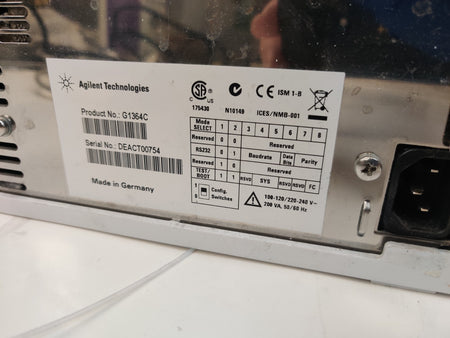 Agilent Technologies
Product No.: G1364C
Serial No.: DEACT00754
Made in Germany
C US
175430
N10149
ISM 1-B
ICES/NMB-001
Mode SELECT 1 2 3 4 5 6 7 8
Reserved 0 0 Reserved
RS232 0 1 Baudrate Data Bits Parity
Reserved 1 0 Reserved
TEST/BOOT 1 1 RSVD SYS RSVD RSVD FC
1
Config. Switches
100-120/220-240 V~
200 VA, 50/60 Hz